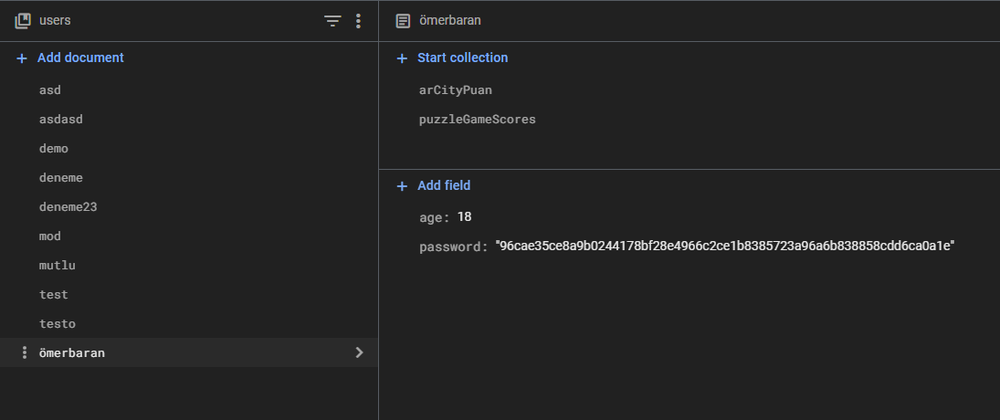 users
Add document
asd
asdasd
demo
deneme
deneme23
mod
mutlu
test
testo
ömerbaran
ömerbaran
Start collection
arCityPuan
puzzleGameScores
Add field
age: 18
password: "96cae35ce8a9b0244178bf28e4966c2ce1b8385723a96a6b838858cdd6ca0a1e"